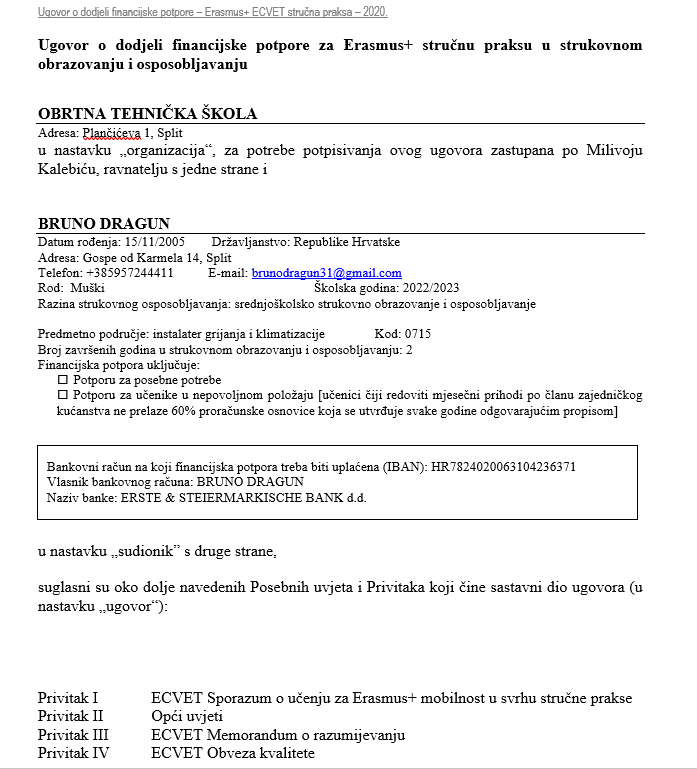 Ugovor o dodjeli financijske potpore – Erasmus+ ECVET stručna praksa – 2020.
Ugovor o dodjeli financijske potpore za Erasmus+ stručnu praksu u strukovnom
obrazovanju i osposobljavanju
OBRTNA TEHNIČKA ŠKOLA
Adresa: Plančićeva 1, Split
u nastavku „organizacija“, za potrebe potpisivanja ovog ugovora zastupana po Milivoju
Kalebiću, ravnatelju s jedne strane i
BRUNO DRAGUN
Datum rođenja: 15/11/2005 Državljanstvo: Republike Hrvatske
Adresa: Gospe od Karmela 14, Split
Telefon: +385957244411 E-mail: brunodragun31@gmail.com
Rod: Muški Školska godina: 2022/2023
Razina strukovnog osposobljavanja: srednjoškolsko strukovno obrazovanje i osposobljavanje
Predmetno područje: instalater grijanja i klimatizacije Kod: 0715
Broj završenih godina u strukovnom obrazovanju i osposobljavanju: 2
Financijska potpora uključuje:
☐ Potporu za posebne potrebe
☐ Potporu za učenike u nepovoljnom položaju [učenici čiji redoviti mjesečni prihodi po članu zajedničkog
kućanstva ne prelaze 60% proračunske osnovice koja se utvrđuje svake godine odgovarajućim propisom]
Bankovni račun na koji financijska potpora treba biti uplaćena (IBAN): HR7824020063104236371
Vlasnik bankovnog računa: BRUNO DRAGUN
Naziv banke: ERSTE & STEIERMARKISCHE BANK d.d.
u nastavku „sudionik” s druge strane,
suglasni su oko dolje navedenih Posebnih uvjeta i Privitaka koji čine sastavni dio ugovora (u
nastavku „ugovor“):
Privitak I ECVET Sporazum o učenju za Erasmus+ mobilnost u svrhu stručne prakse
Privitak II Opći uvjeti
Privitak III ECVET Memorandum o razumijevanju
Privitak IV ECVET Obveza kvalitete